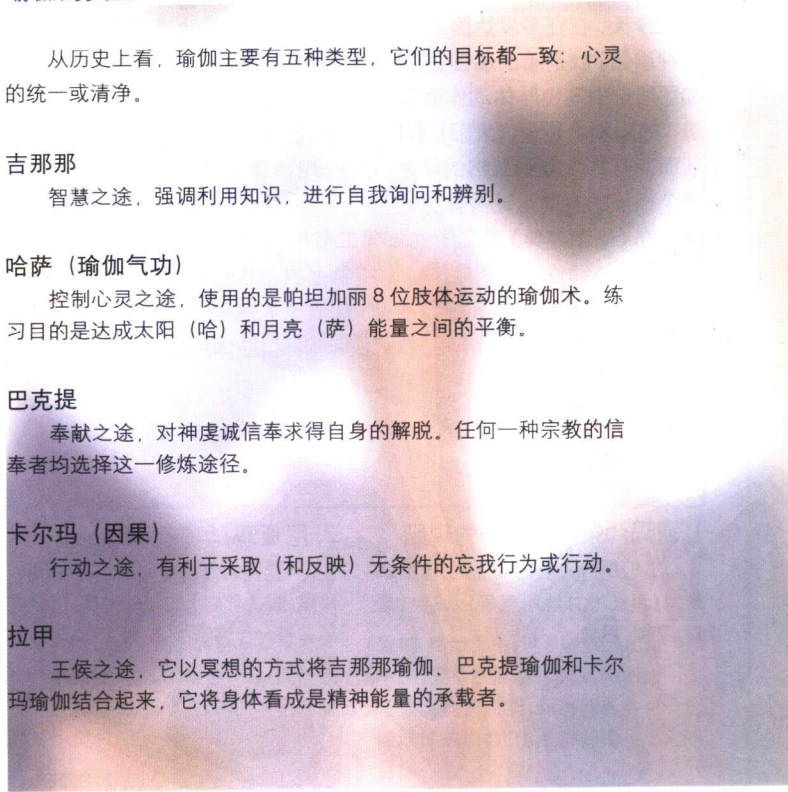 从历史上看，瑜伽主要有五种类型，它们的目标都一致：心灵
的统一或清净。
吉那那
智慧之途，强调利用知识，进行自我询问和辨别。
哈萨（瑜伽气功）
控制心灵之途，使用的是帕坦加丽8位肢体运动的瑜伽术。练
习目的是达成太阳（哈）和月亮（萨）能量之间的平衡。
巴克提
奉献之途，对神虔诚信奉求得自身的解脱。任何一种宗教的信
奉者均选择这一修炼途径。
卡尔玛（因果）
行动之途，有利于采取（和反映）无条件的忘我行为或行动。
拉甲
王侯之途，它以冥想的方式将吉那那瑜伽、巴克提瑜伽和卡尔
玛瑜伽结合起来，它将身体看成是精神能量的承载者。